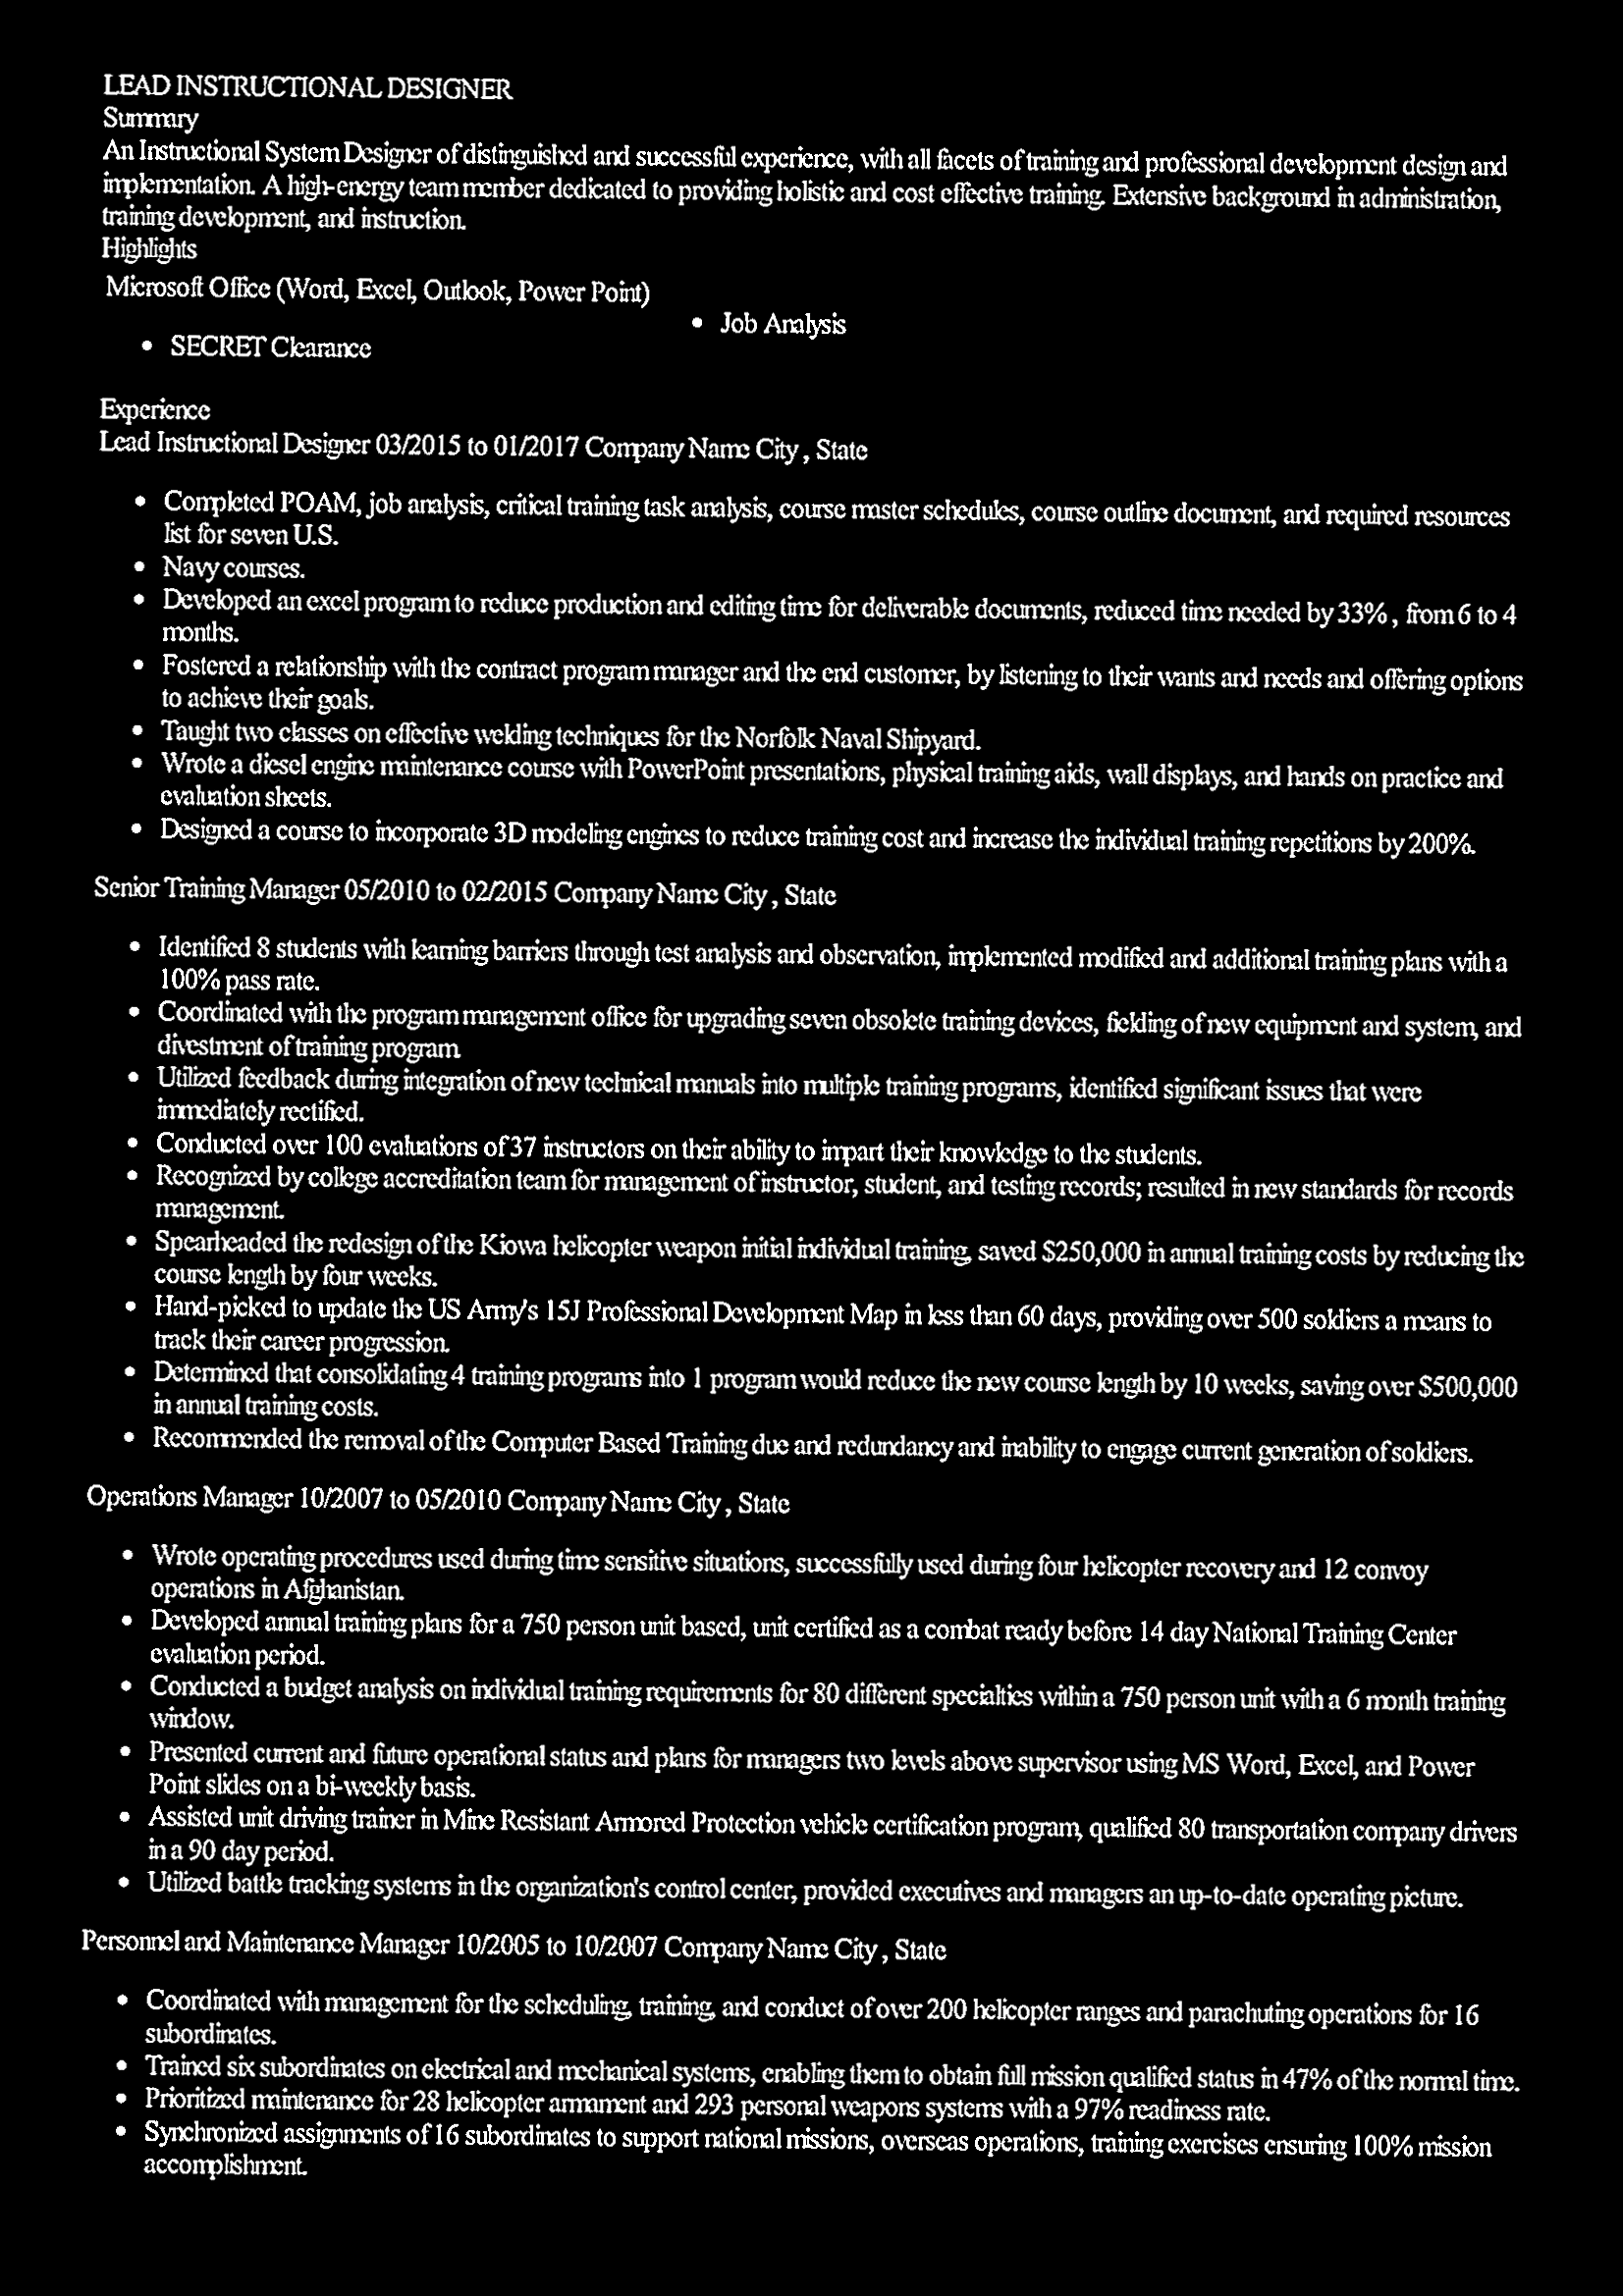 LEAD INSTRUCTIONAL DESIGNER
Summary
An Instructional System Designer of distinguished and successful experience, with all facets of training and professional development design and
implementation. A high-energy team member dedicated to providing holistic and cost effective training. Extensive background in administration,
training development, and instruction.
Highlights
Microsoft Office (Word, Excel, Outlook, Power Point)
• Job Analysis
• SECRET Clearance
Experience
Lead Instructional Designer 03/2015 to 01/2017 Company Name City , State
• Completed POAM, job analysis, critical training task analysis, course master schedules, course outline document, and required resources
list for seven U.S.
• Navy courses.
• Developed an excel program to reduce production and editing time for deliverable documents, reduced time needed by 33% , from 6 to 4
months.
• Fostered a relationship with the contract program manager and the end customer, by listening to their wants and needs and offering options
to achieve their goals.
• Taught two classes on effective welding techniques for the Norfolk Naval Shipyard.
• Wrote a diesel engine maintenance course with PowerPoint presentations, physical training aids, wall displays, and hands on practice and
evaluation sheets.
• Designed a course to incorporate 3D modeling engines to reduce training cost and increase the individual training repetitions by 200%.
Senior Training Manager 05/2010 to 02/2015 Company Name City , State
• Identified 8 students with learning barriers through test analysis and observation, implemented modified and additional training plans with a
100% pass rate.
• Coordinated with the program management office for upgrading seven obsolete training devices, fielding of new equipment and system, and
divestment of training program.
• Utilized feedback during integration of new technical manuals into multiple training programs, identified significant issues that were
immediately rectified.
• Conducted over 100 evaluations of 37 instructors on their ability to impart their knowledge to the students.
• Recognized by college accreditation team for management of instructor, student, and testing records; resulted in new standards for records
management.
• Spearheaded the redesign of the Kiowa helicopter weapon initial individual training, saved $250,000 in annual training costs by reducing the
course length by four weeks.
• Hand-picked to update the US Army's 15J Professional Development Map in less than 60 days, providing over 500 soldiers a means to
track their career progression.
• Determined that consolidating 4 training programs into 1 program would reduce the new course length by 10 weeks, saving over $500,000
in annual training costs.
• Recommended the removal of the Computer Based Training due and redundancy and inability to engage current generation of soldiers.
Operations Manager 10/2007 to 05/2010 Company Name City , State
• Wrote operating procedures used during time sensitive situations, successfully used during four helicopter recovery and 12 convoy
operations in Afghanistan.
• Developed annual training plans for a 750 person unit based, unit certified as a combat ready before 14 day National Training Center
evaluation period.
• Conducted a budget analysis on individual training requirements for 80 different specialties within a 750 person unit with a 6 month training
window.
• Presented current and future operational status and plans for managers two levels above supervisor using MS Word, Excel, and Power
Point slides on a bi-weekly basis.
• Assisted unit driving trainer in Mine Resistant Armored Protection vehicle certification program, qualified 80 transportation company drivers
in a 90 day period.
• Utilized battle tracking systems in the organization's control center, provided executives and managers an up-to-date operating picture.
Personnel and Maintenance Manager 10/2005 to 10/2007 Company Name City , State
• Coordinated with management for the scheduling, training, and conduct of over 200 helicopter ranges and parachuting operations for 16
subordinates.
• Trained six subordinates on electrical and mechanical systems, enabling them to obtain full mission qualified status in 47% of the normal time.
• Prioritized maintenance for 28 helicopter armament and 293 personal weapons systems with a 97% readiness rate.
• Synchronized assignments of 16 subordinates to support national missions, overseas operations, training exercises ensuring 100% mission
accomplishment.